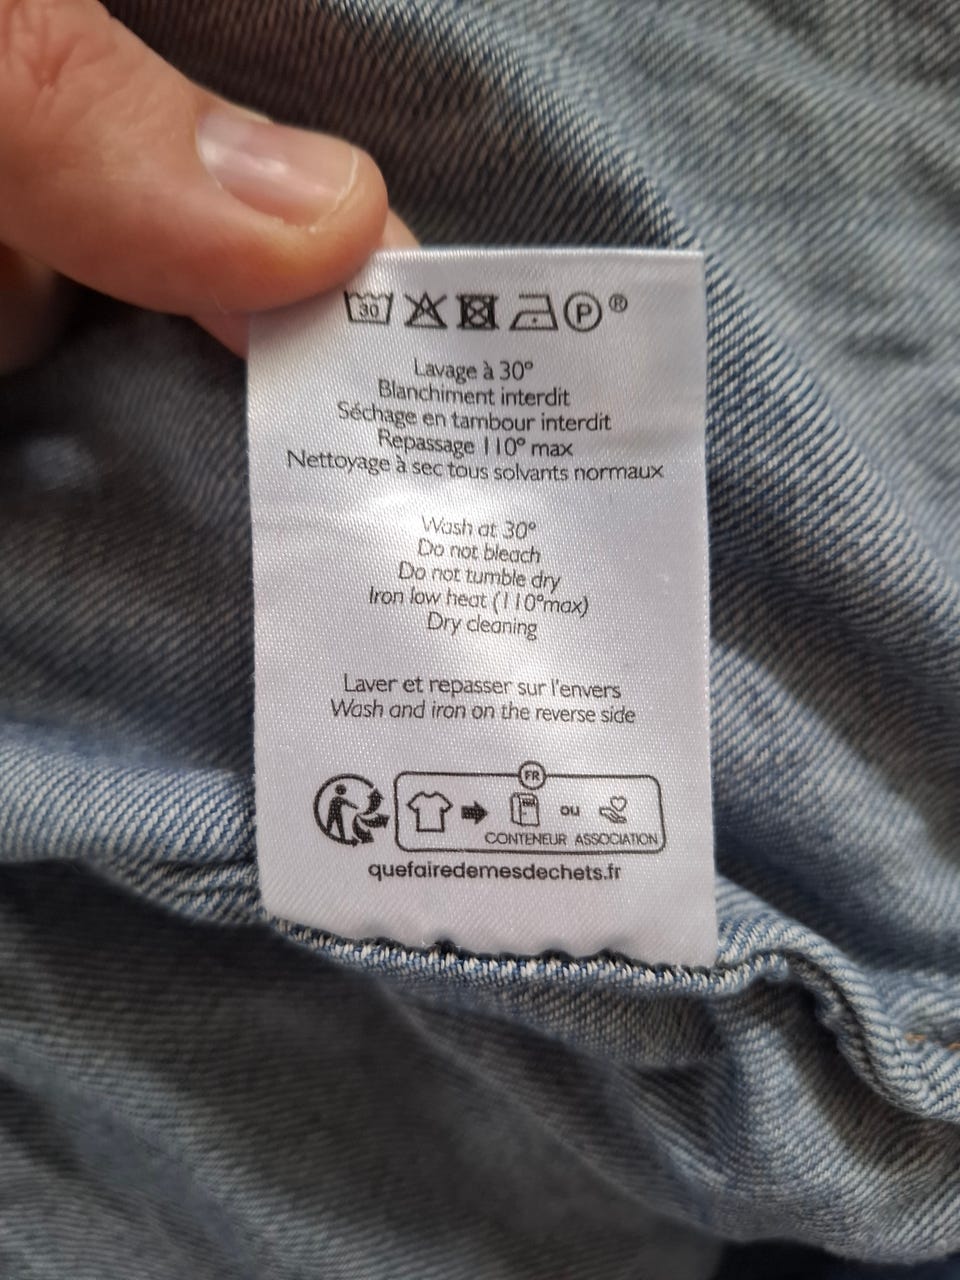 30 P ®
Lavage à 30°
Blanchiment interdit
Séchage en tambour interdit
Repassage 110° max
Nettoyage à sec tous solvants normaux
Wash at 30°
Do not bleach
Do not tumble dry
Iron low heat (110°max)
Dry cleaning
Laver et repasser sur l'envers
Wash and iron on the reverse side
FR
ou
CONTENEUR ASSOCIATION
quefairedemesdechets.fr